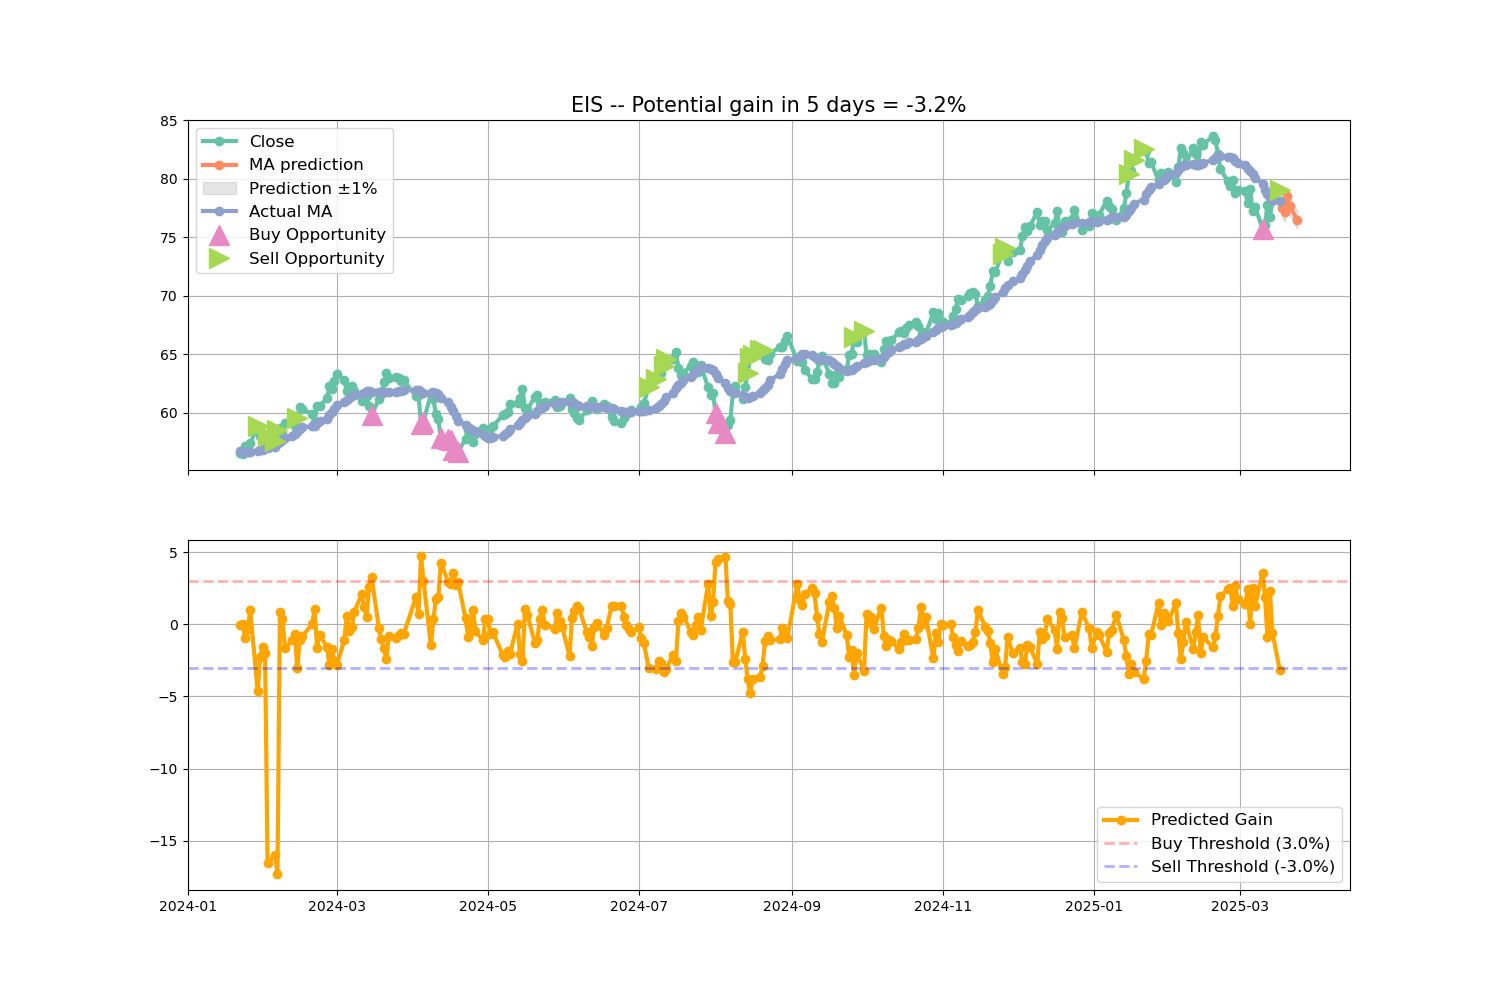 EIS -- Potential gain in 5 days = -3.2%
85
80
75
70
65
60
Close
MA prediction
Prediction ±1%
Actual MA
Buy Opportunity
Sell Opportunity
5
0
−5
−10
−15
Predicted Gain
Buy Threshold (3.0%)
Sell Threshold (-3.0%)
2024-01
2024-03
2024-05
2024-07
2024-09
2024-11
2025-01
2025-03